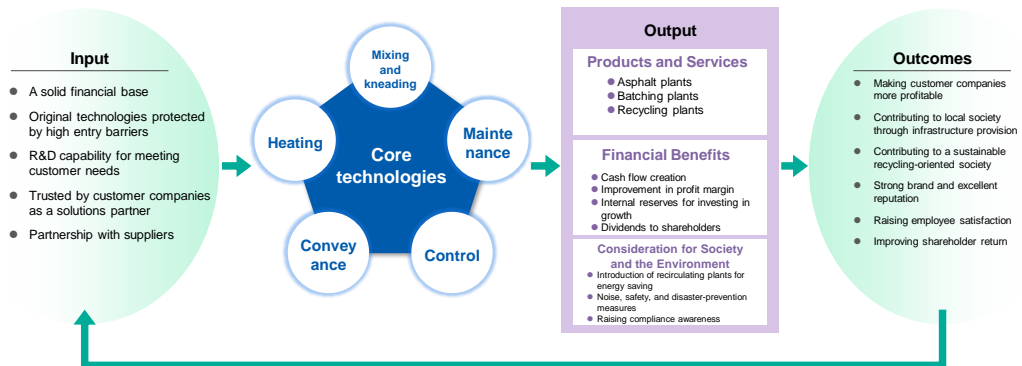 Input
● A solid financial base
● Original technologies protected
by high entry barriers
● R&D capability for meeting
customer needs
● Trusted by customer companies
as a solutions partner
● Partnership with suppliers
Mixing
and
kneading
Heating
Mainte
nance
Core
technologies
Convey
ance
Control
Output
Products and Services
● Asphalt plants
● Batching plants
● Recycling plants
Financial Benefits
● Cash flow creation
● Improvement in profit margin
● Internal reserves for investing in
growth
● Dividends to shareholders
Consideration for Society
and the Environment
● Introduction of recirculating plants for
energy saving
● Noise, safety, and disaster-prevention
measures
● Raising compliance awareness
Outcomes
● Making customer companies
more profitable
● Contributing to local society
through infrastructure provision
● Contributing to a sustainable
recycling-oriented society
● Strong brand and excellent
reputation
● Raising employee satisfaction
● Improving shareholder return